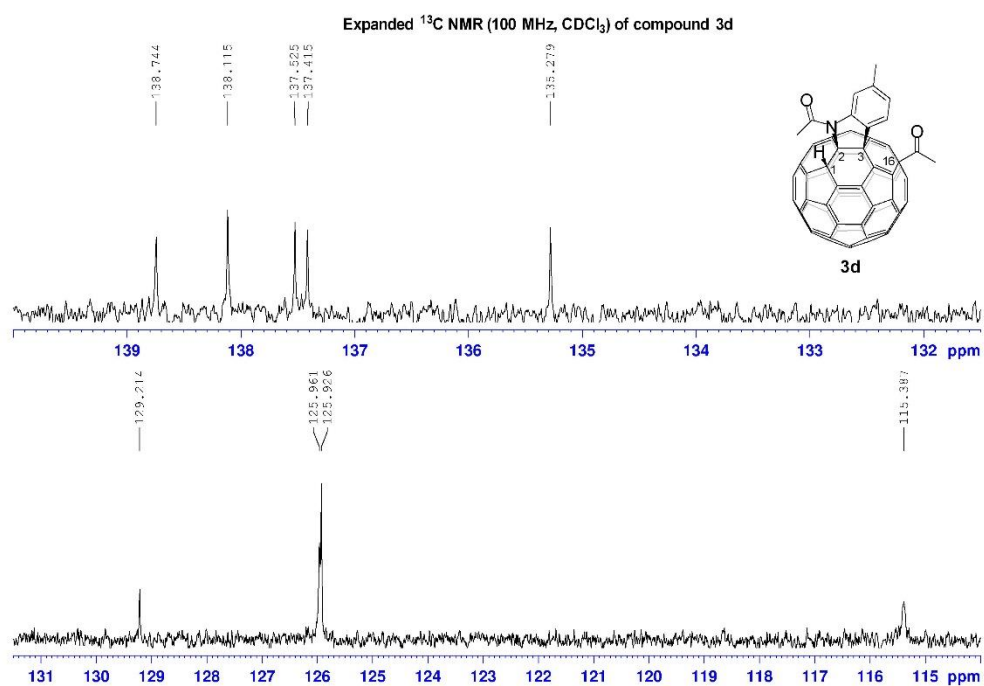 Expanded ¹³C NMR (100 MHz, CDCl₃) of compound 3d
138.744
138.115
137.525
137.415
135.279
O
N
H
1
2
3
16
O
3d
139 138 137 136 135 134 133 132 ppm
129.214
125.961
125.926
115.387
131 130 129 128 127 126 125 124 123 122 121 120 119 118 117 116 115 ppm